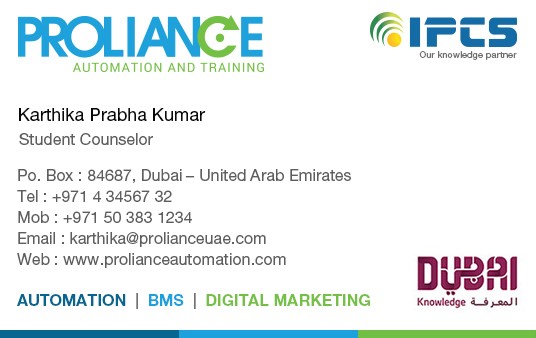 PROLIANCE
AUTOMATION AND TRAINING
IPCS
Our knowledge partner
Karthika Prabha Kumar
Student Counselor
Po. Box : 84687, Dubai – United Arab Emirates
Tel : +971 4 34567 32
Mob : +971 50 383 1234
Email : karthika@prolianceuae.com
Web : www.prolianceautomation.com
DUBAI
Knowledge المعرفة
AUTOMATION | BMS | DIGITAL MARKETING